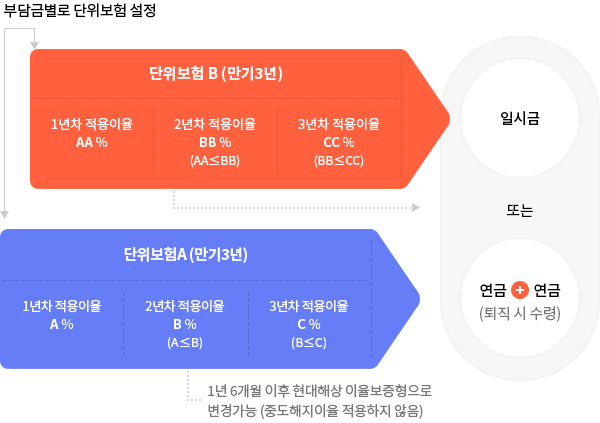 부담금별로 단위보험 설정
단위보험 B (만기3년)
1년차 적용이율
AA %
2년차 적용이율
BB %
(AA≤BB)
3년차 적용이율
CC %
(BB≤CC)
단위보험A (만기3년)
1년차 적용이율
A %
2년차 적용이율
B %
(A≤B)
3년차 적용이율
C %
(B≤C)
1년 6개월 이후 현대해상 이율보증형으로
변경가능 (중도해지이율 적용하지 않음)
일시금
또는
연금 + 연금
(퇴직 시 수령)